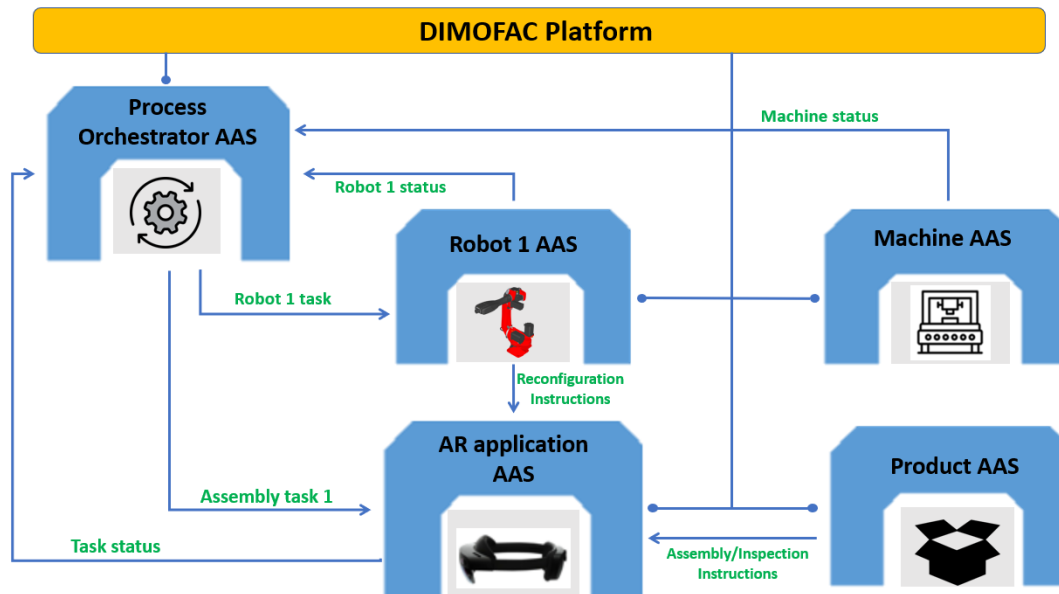 DIMOFAC Platform
Process
Orchestrator AAS
Machine status
Robot 1 status
Robot 1 AAS
Machine AAS
Robot 1 task
Reconfiguration
Instructions
AR application
AAS
Product AAS
Assembly task 1
Task status
Assembly/Inspection
Instructions